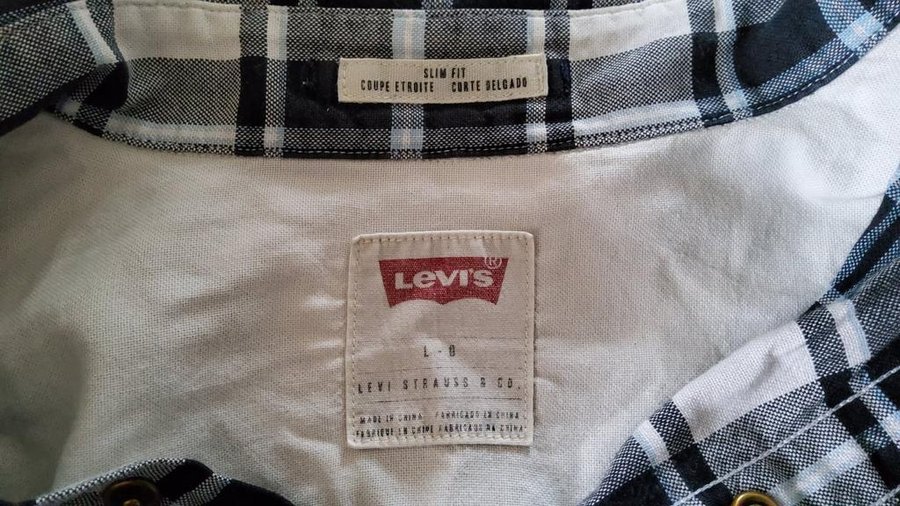 SLIM FIT
COUPE ETROITE CORTE DELGADO
LEVI'S®
L - G
LEVI STRAUSS & CO.
MADE IN CHINA FABRICADO EN CHINA
FABRIQUE EN CHINE FABRICADO NA CHINA